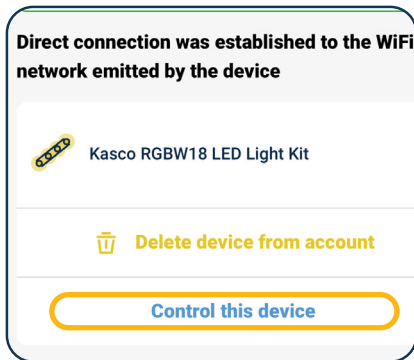 Direct connection was established to the WiFi
network emitted by the device
Kasco RGBW18 LED Light Kit
Delete device from account
Control this device